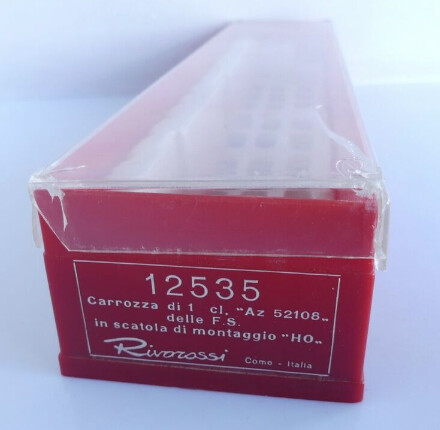 12535
Carrozza di 1 cl. "Az 52108"
delle F.S.
in scatola di montaggio "HO"
Rivarossi
Como - Italia